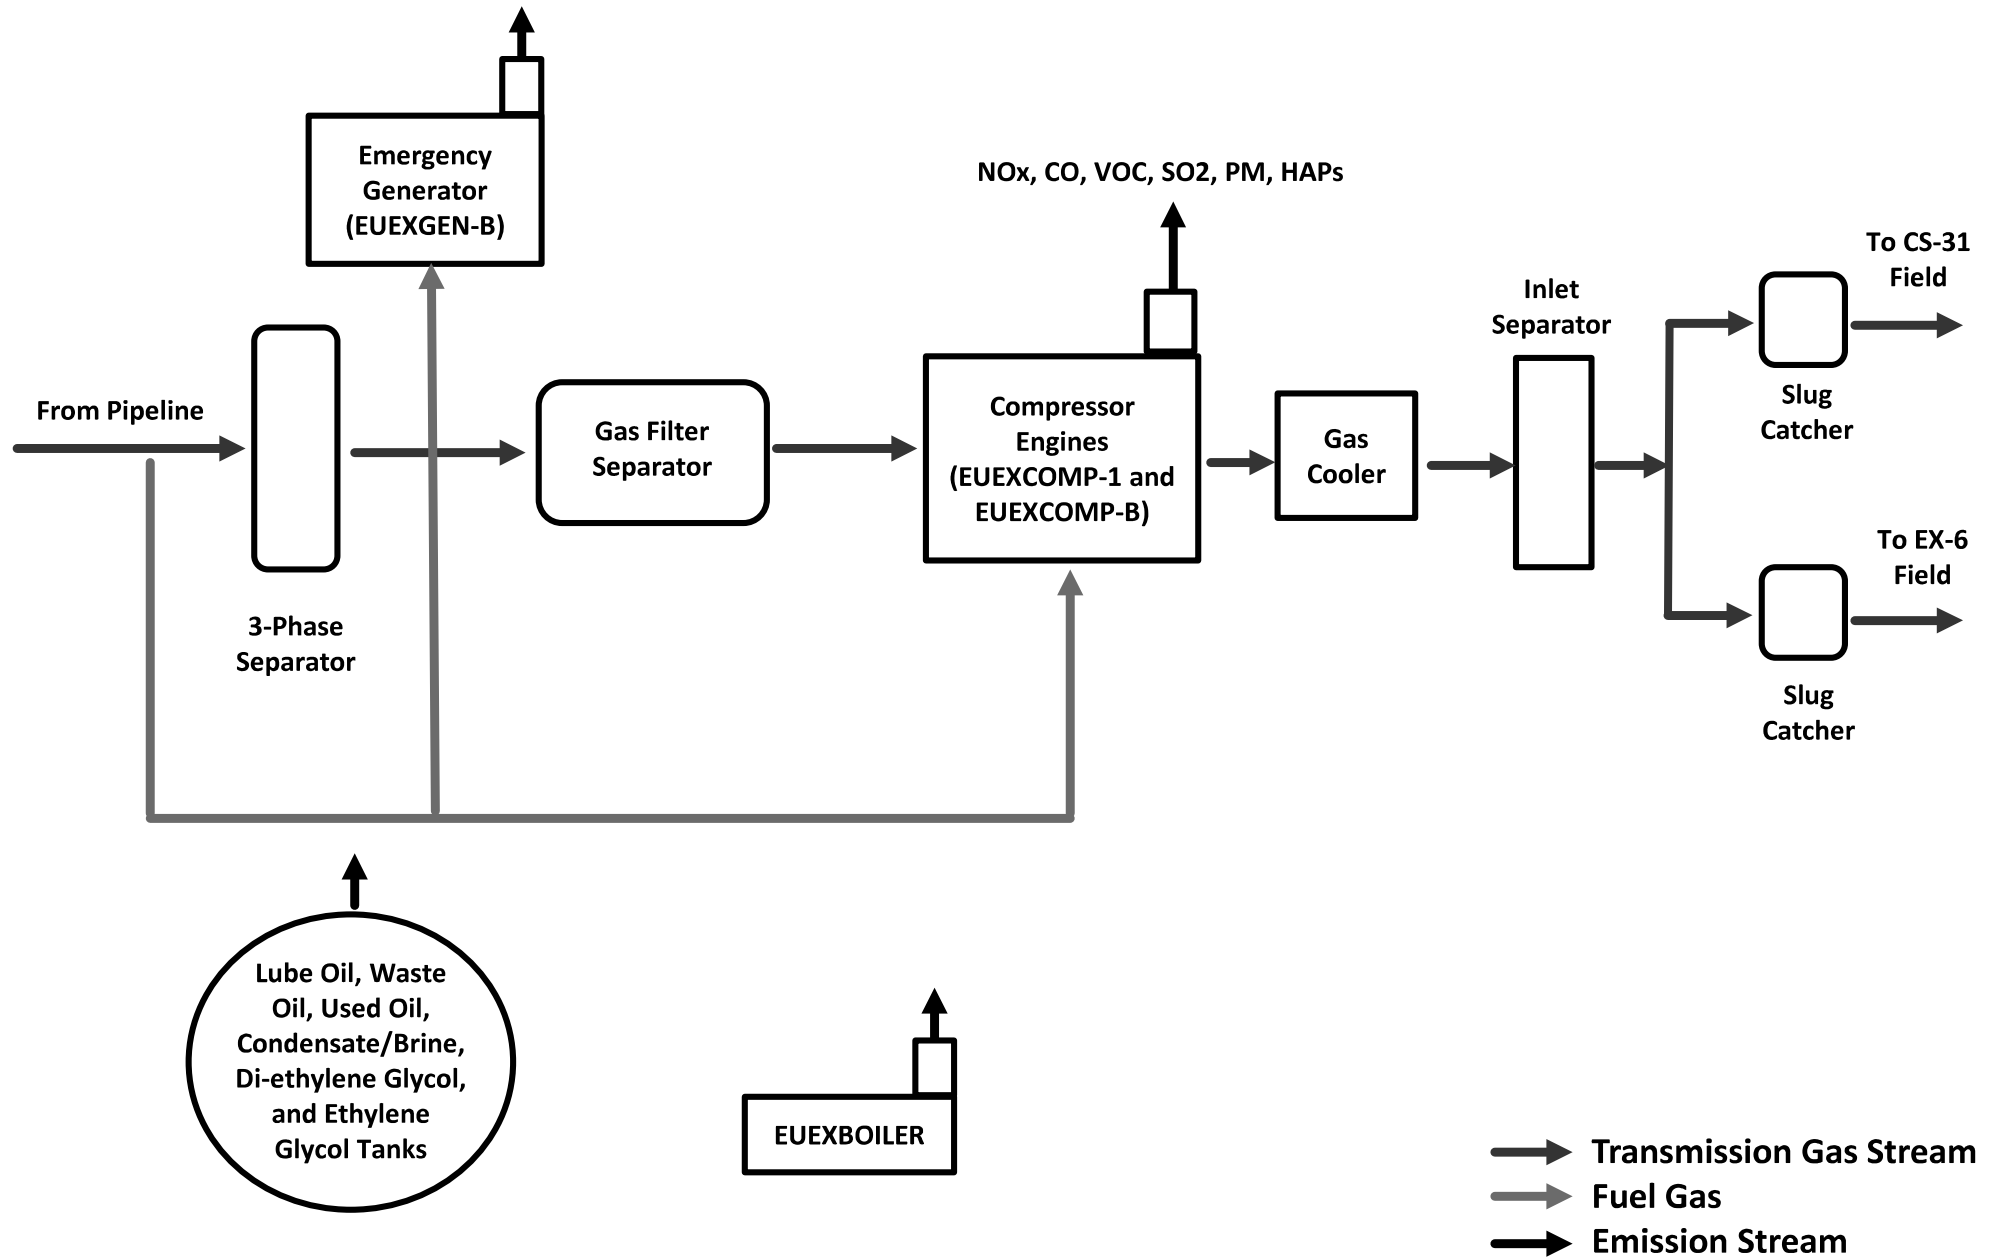 Emergency
Generator
(EUEXGEN-B)
NOx, CO, VOC, SO2, PM, HAPs
To CS-31
Field
Inlet
Separator
From Pipeline
Gas Filter
Separator
Compressor
Engines
(EUEXCOMP-1 and
EUEXCOMP-B)
Gas
Cooler
Slug
Catcher
To EX-6
Field
3-Phase
Separator
Slug
Catcher
Lube Oil, Waste
Oil, Used Oil,
Condensate/Brine,
Di-ethylene Glycol,
and Ethylene
Glycol Tanks
EUEXBOILER
Transmission Gas Stream
Fuel Gas
Emission Stream